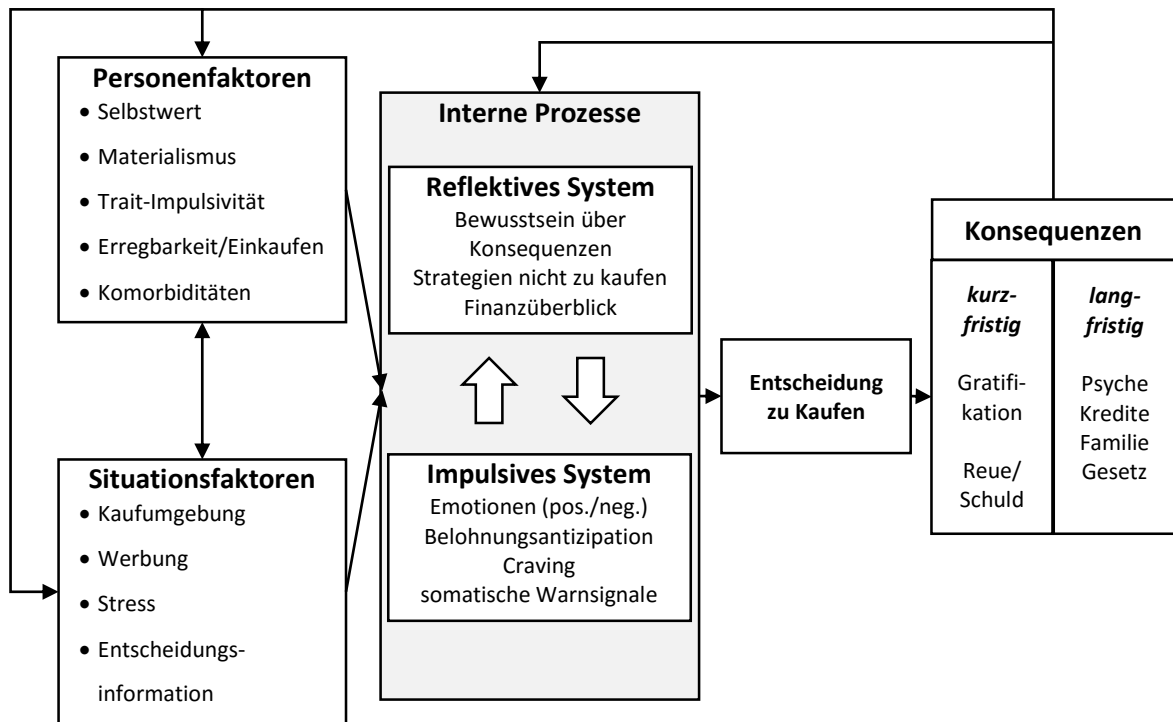 Personenfaktoren
• Selbstwert
• Materialismus
• Trait-Impulsivität
• Erregbarkeit/Einkaufen
• Komorbiditäten
Situationsfaktoren
• Kaufumgebung
• Werbung
• Stress
• Entscheidungs-
information
Interne Prozesse
Reflektives System
Bewusstsein über
Konsequenzen
Strategien nicht zu kaufen
Finanzüberblick
Impulsives System
Emotionen (pos./neg.)
Belohnungsantizipation
Craving
somatische Warnsignale
Entscheidung
zu Kaufen
Konsequenzen
kurz-
fristig
Gratifi-
kation
Reue/
Schuld
lang-
fristig
Psyche
Kredite
Familie
Gesetz